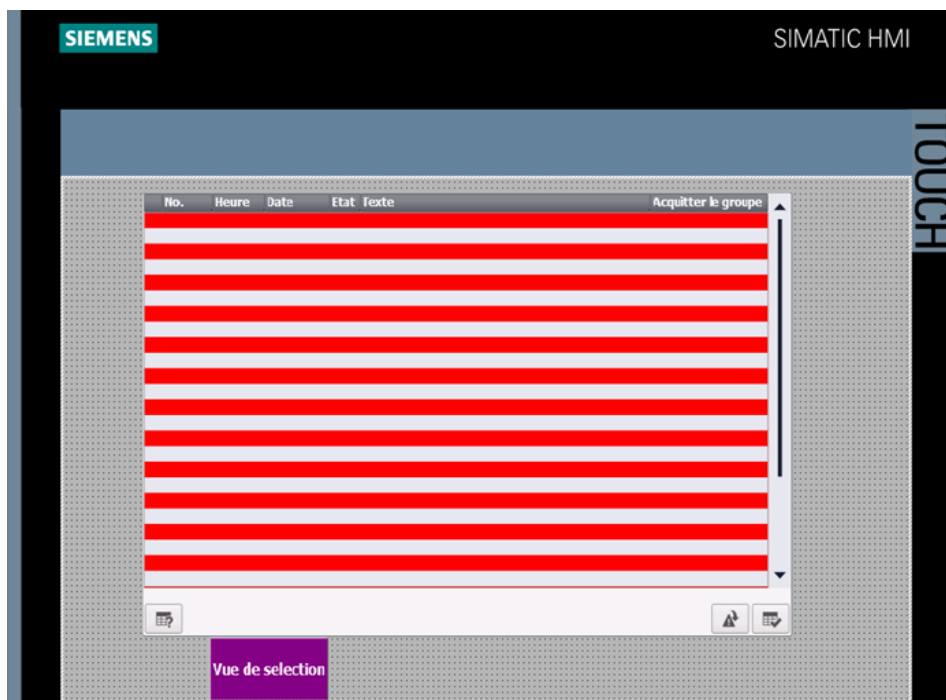 SIEMENS
SIMATIC HMI
TOUCH
No. Heure Date Etat Texte Acquitter le groupe
Vue de selection